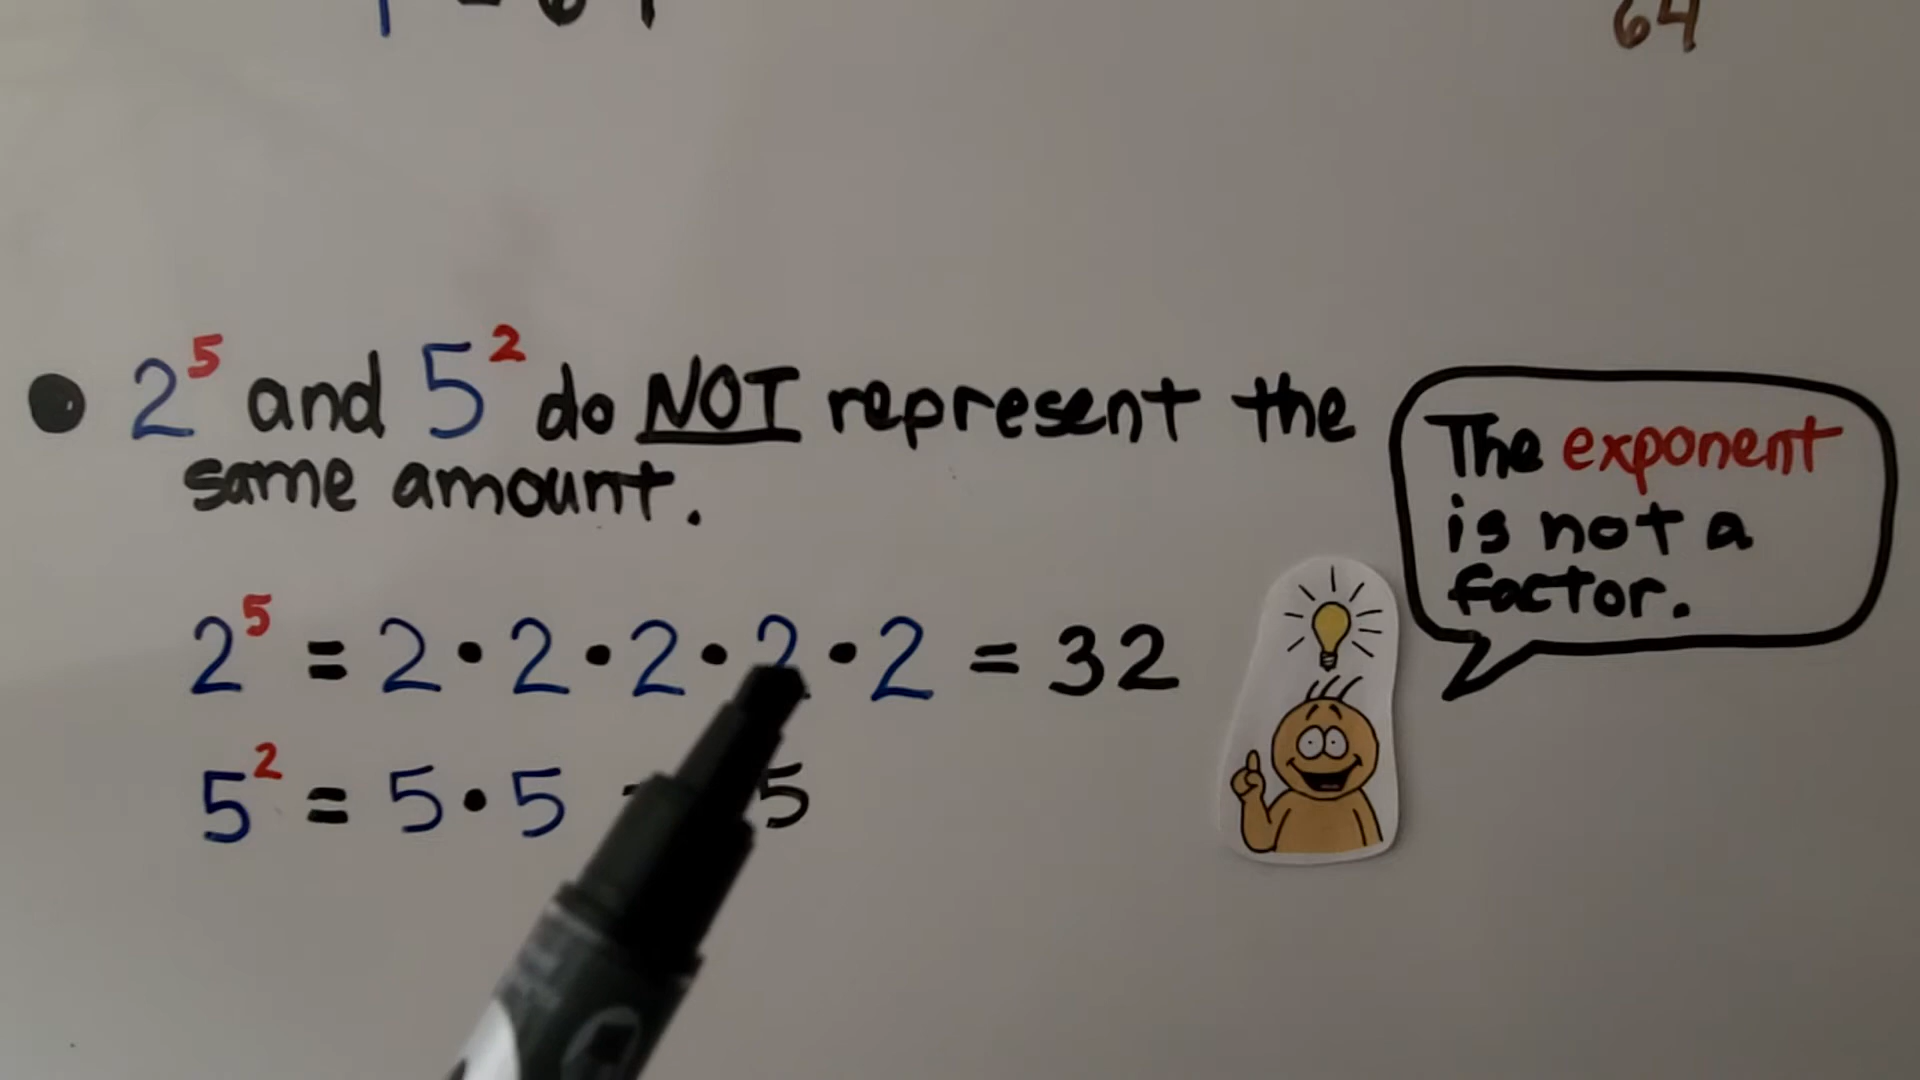 64
● 2⁵ and 5² do NOT represent the
same amount.
The exponent
is not a
factor.
2⁵ = 2 • 2 • 2 • 2 • 2 = 32
5² = 5 • 5 5